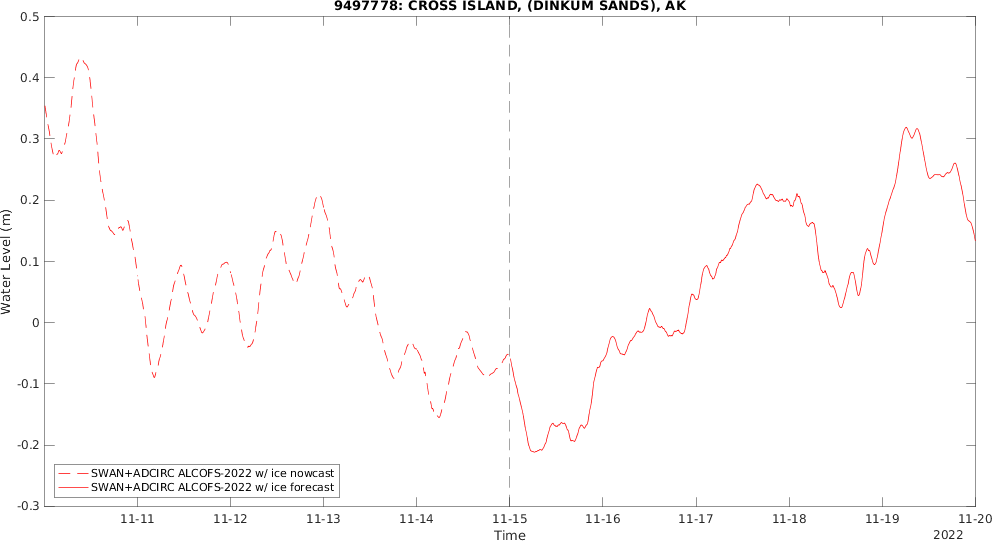 9497778: CROSS ISLAND, (DINKUM SANDS), AK
Water Level (m)
0.5
0.4
0.3
0.2
0.1
0
-0.1
-0.2
-0.3
SWAN+ADCIRC ALCOFS-2022 w/ ice nowcast
SWAN+ADCIRC ALCOFS-2022 w/ ice forecast
11-11 11-12 11-13 11-14 11-15 11-16 11-17 11-18 11-19 11-20
Time
2022